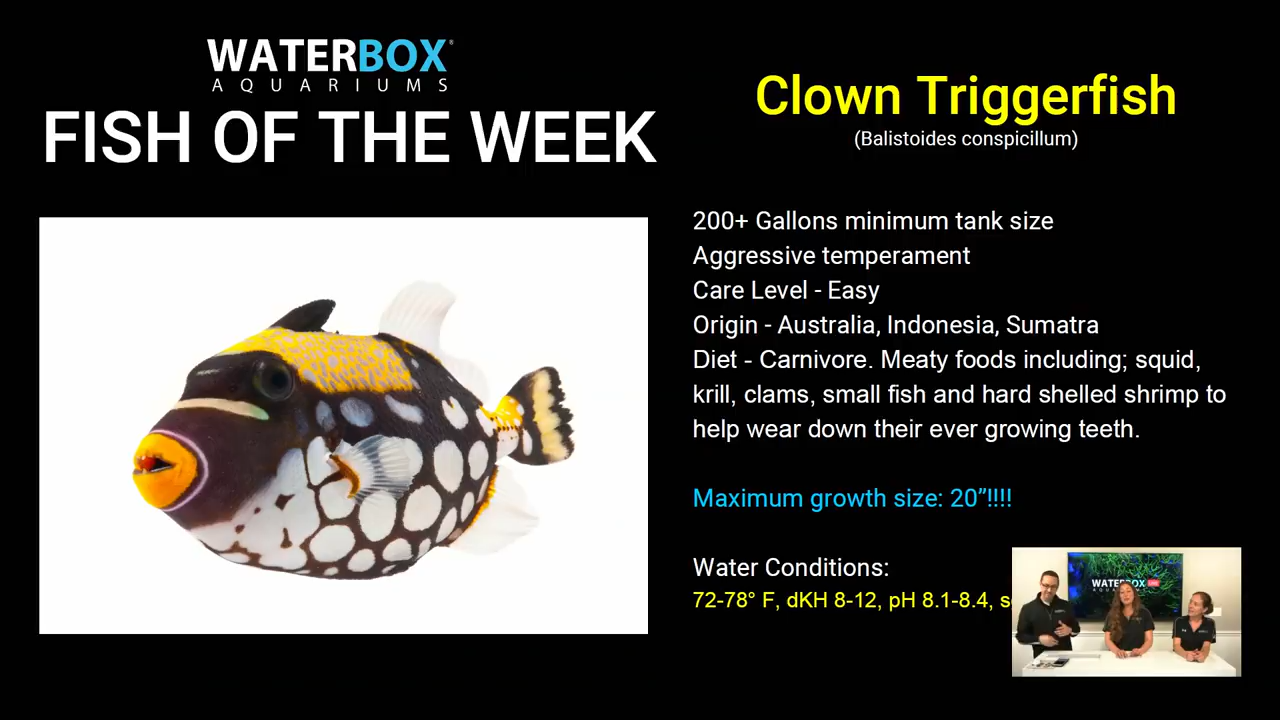 WATERBOX®
AQUARIUMS
FISH OF THE WEEK
Clown Triggerfish
(Balistoides conspicillum)
200+ Gallons minimum tank size
Aggressive temperament
Care Level - Easy
Origin - Australia, Indonesia, Sumatra
Diet - Carnivore. Meaty foods including; squid,
krill, clams, small fish and hard shelled shrimp to
help wear down their ever growing teeth.
Maximum growth size: 20”!!!!
Water Conditions:
72-78° F, dKH 8-12, pH 8.1-8.4,
WATERBOX
AQUARIUMS